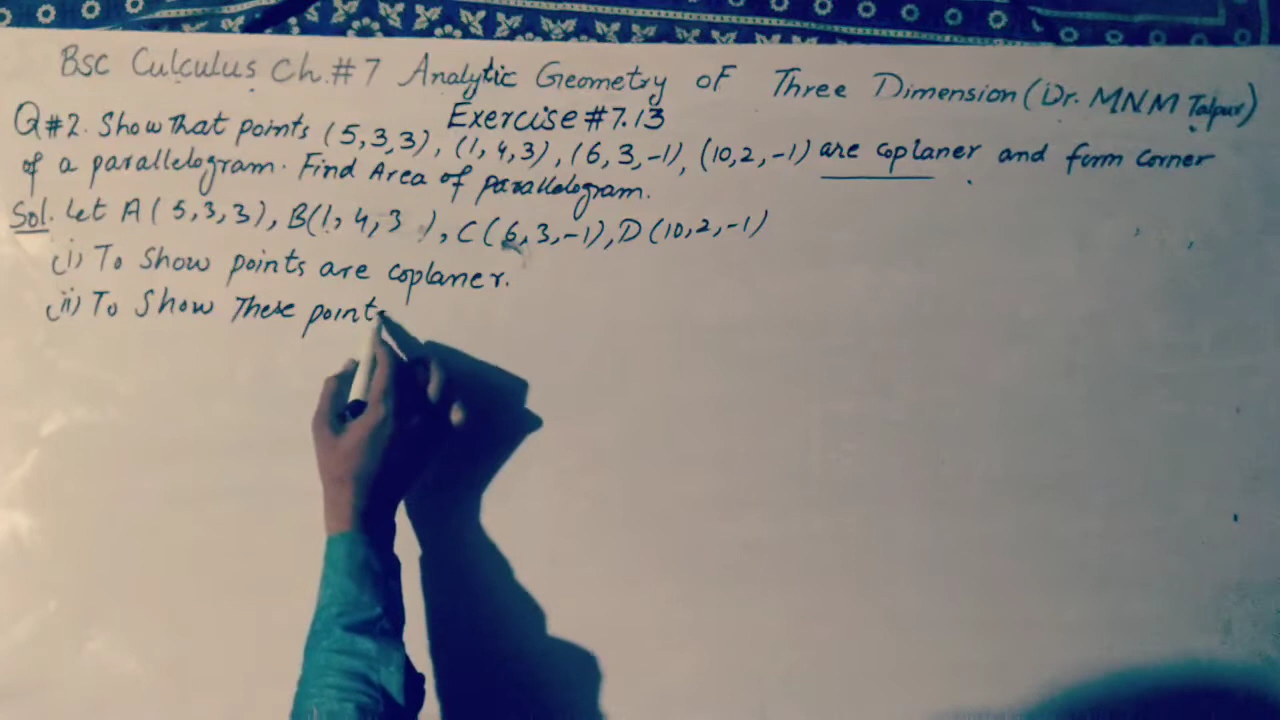 Bsc Calculus Ch.#7 Analytic Geometry of Three Dimension (Dr. MNM Talpur)
Exercise #7.13
Q#2. Show That points (5,3,3), (1,4,3), (6,3,-1), (10,2,-1) are coplaner and form corner
of a parallelogram. Find Area of parallelogram.
Sol. Let A(5,3,3), B(1,4,3), C(6,3,-1), D(10,2,-1)
(i) To Show points are coplaner.
(ii) To Show These points